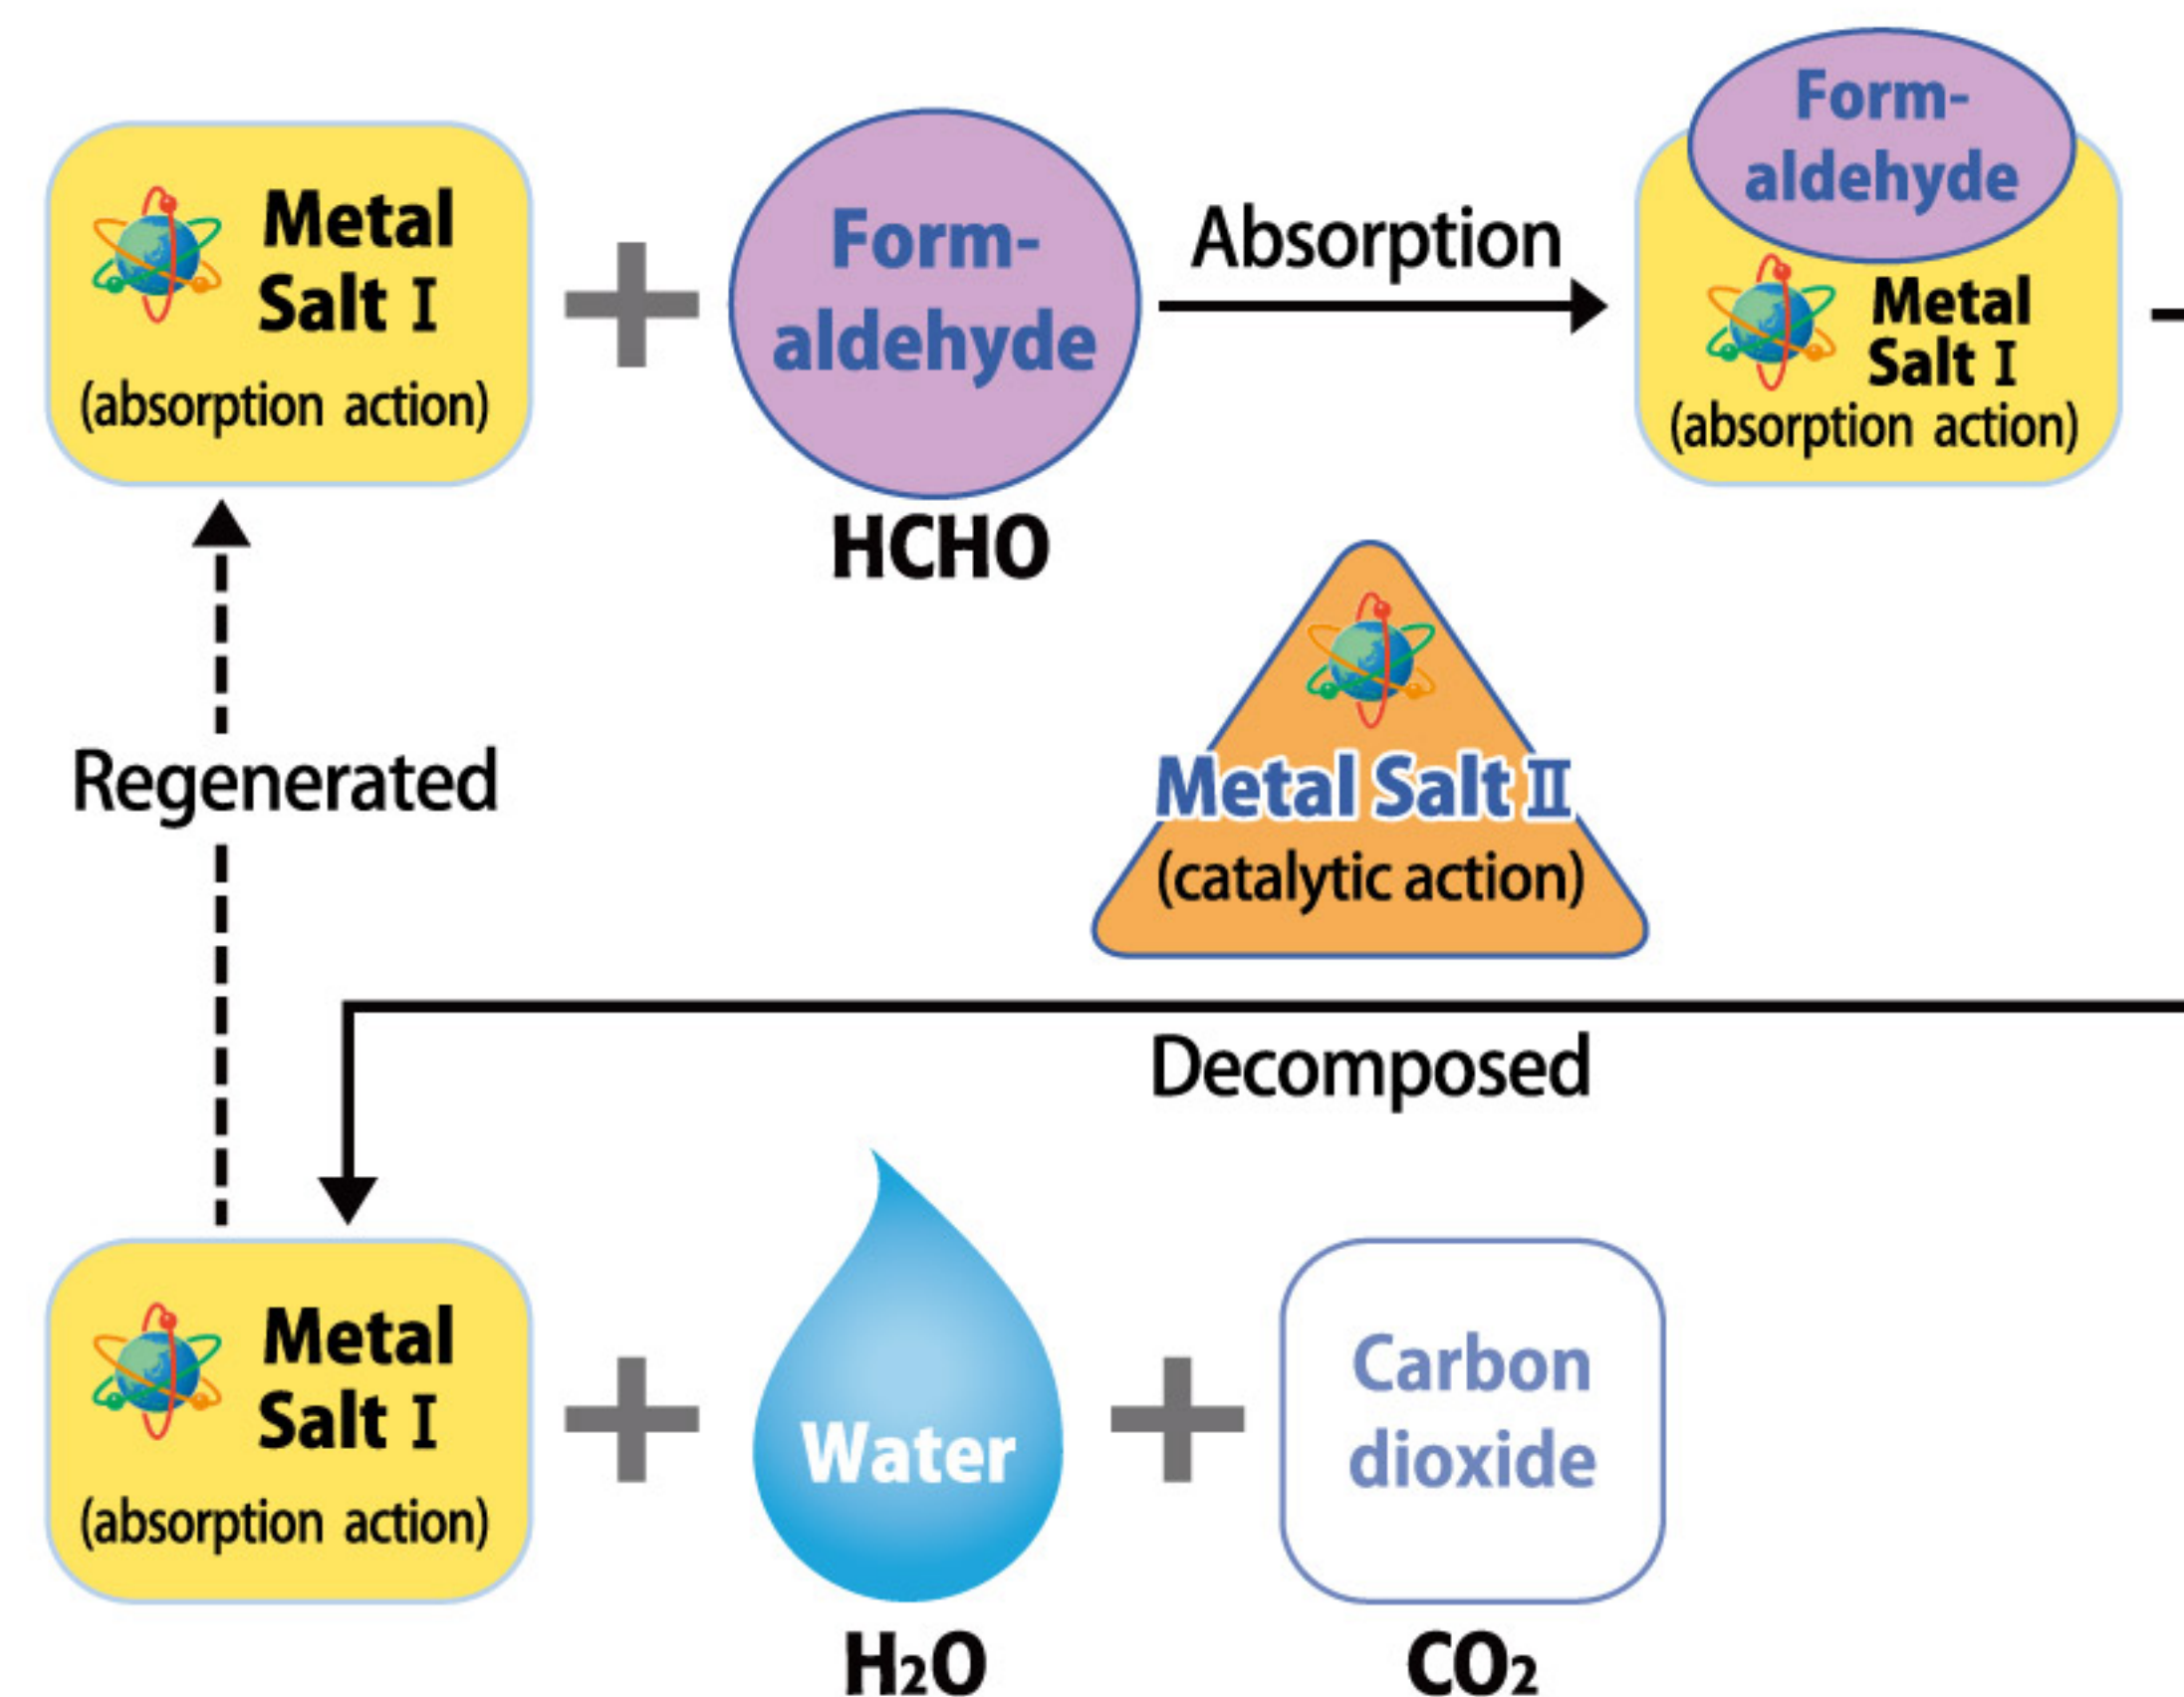 Metal
Salt I
(absorption action)
Form-
aldehyde
HCHO
Absorption
Form-
aldehyde
Metal
Salt I
(absorption action)
Metal Salt II
(catalytic action)
Regenerated
Decomposed
Metal
Salt I
(absorption action)
Water
H2O
Carbon
dioxide
CO2